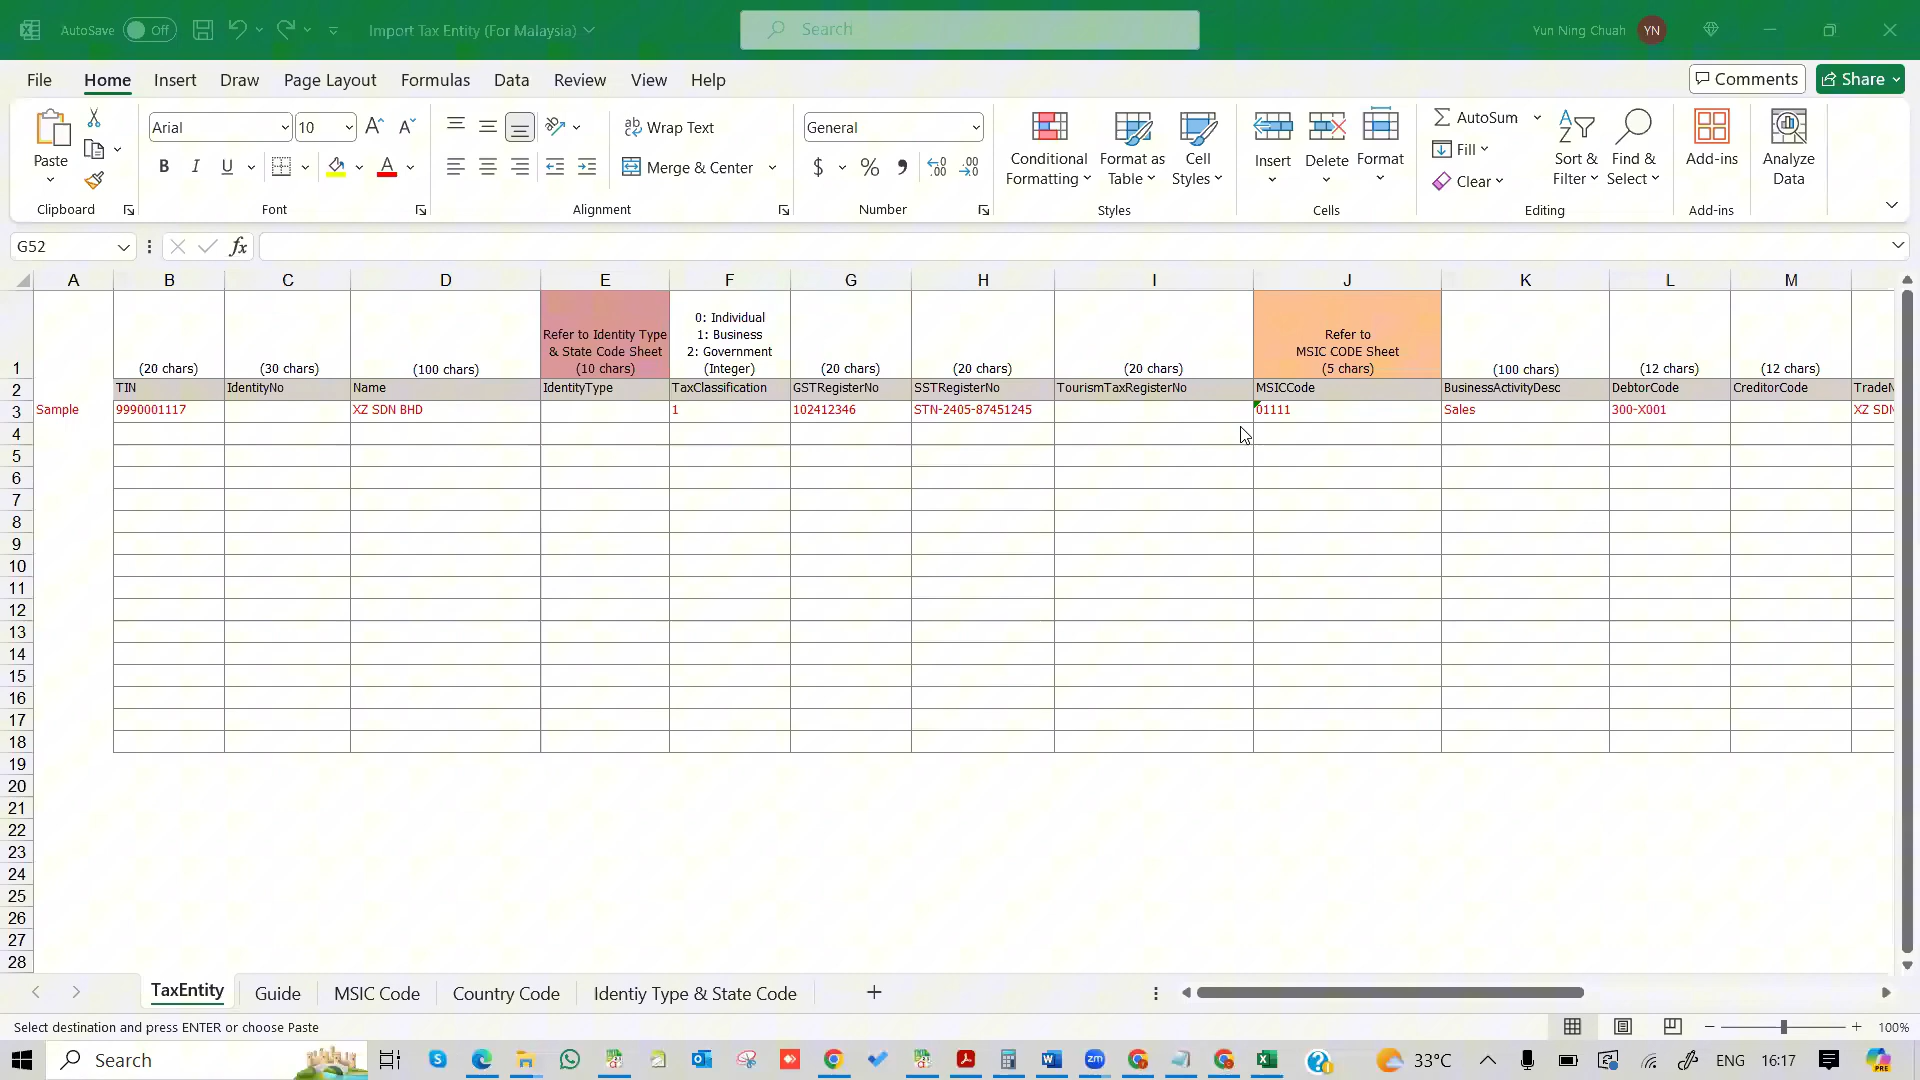 AutoSave Off Import Tax Entity (For Malaysia) Search Yun Ning Chuah YN
File Home Insert Draw Page Layout Formulas Data Review View Help Comments Share
Paste Arial 10 Wrap Text General Conditional Formatting Format as Table Cell Styles Insert Delete Format AutoSum Fill Clear Sort & Filter Find & Select Add-ins Analyze Data
B I U Merge & Center $ %
Clipboard Font Alignment Number Styles Cells Editing Add-ins
G52 fx
A B C D E F G H I J K L M
0: Individual
Refer to Identity Type 1: Business Refer to
& State Code Sheet 2: Government MSIC CODE Sheet
1 (20 chars) (30 chars) (100 chars) (10 chars) (Integer) (20 chars) (20 chars) (20 chars) (5 chars) (100 chars) (12 chars) (12 chars)
2 TIN IdentityNo Name IdentityType TaxClassification GSTRegisterNo SSTRegisterNo TourismTaxRegisterNo MSICCode BusinessActivityDesc DebtorCode CreditorCode TradeN
3 Sample 9990001117 XZ SDN BHD 1 102412346 STN-2405-87451245 01111 Sales 300-X001 XZ SDN
4
5
6
7
8
9
10
11
12
13
14
15
16
17
18
19
20
21
22
23
24
25
26
27
28
TaxEntity Guide MSIC Code Country Code Identiy Type & State Code
Select destination and press ENTER or choose Paste 100%
Search 33°C ENG 16:17